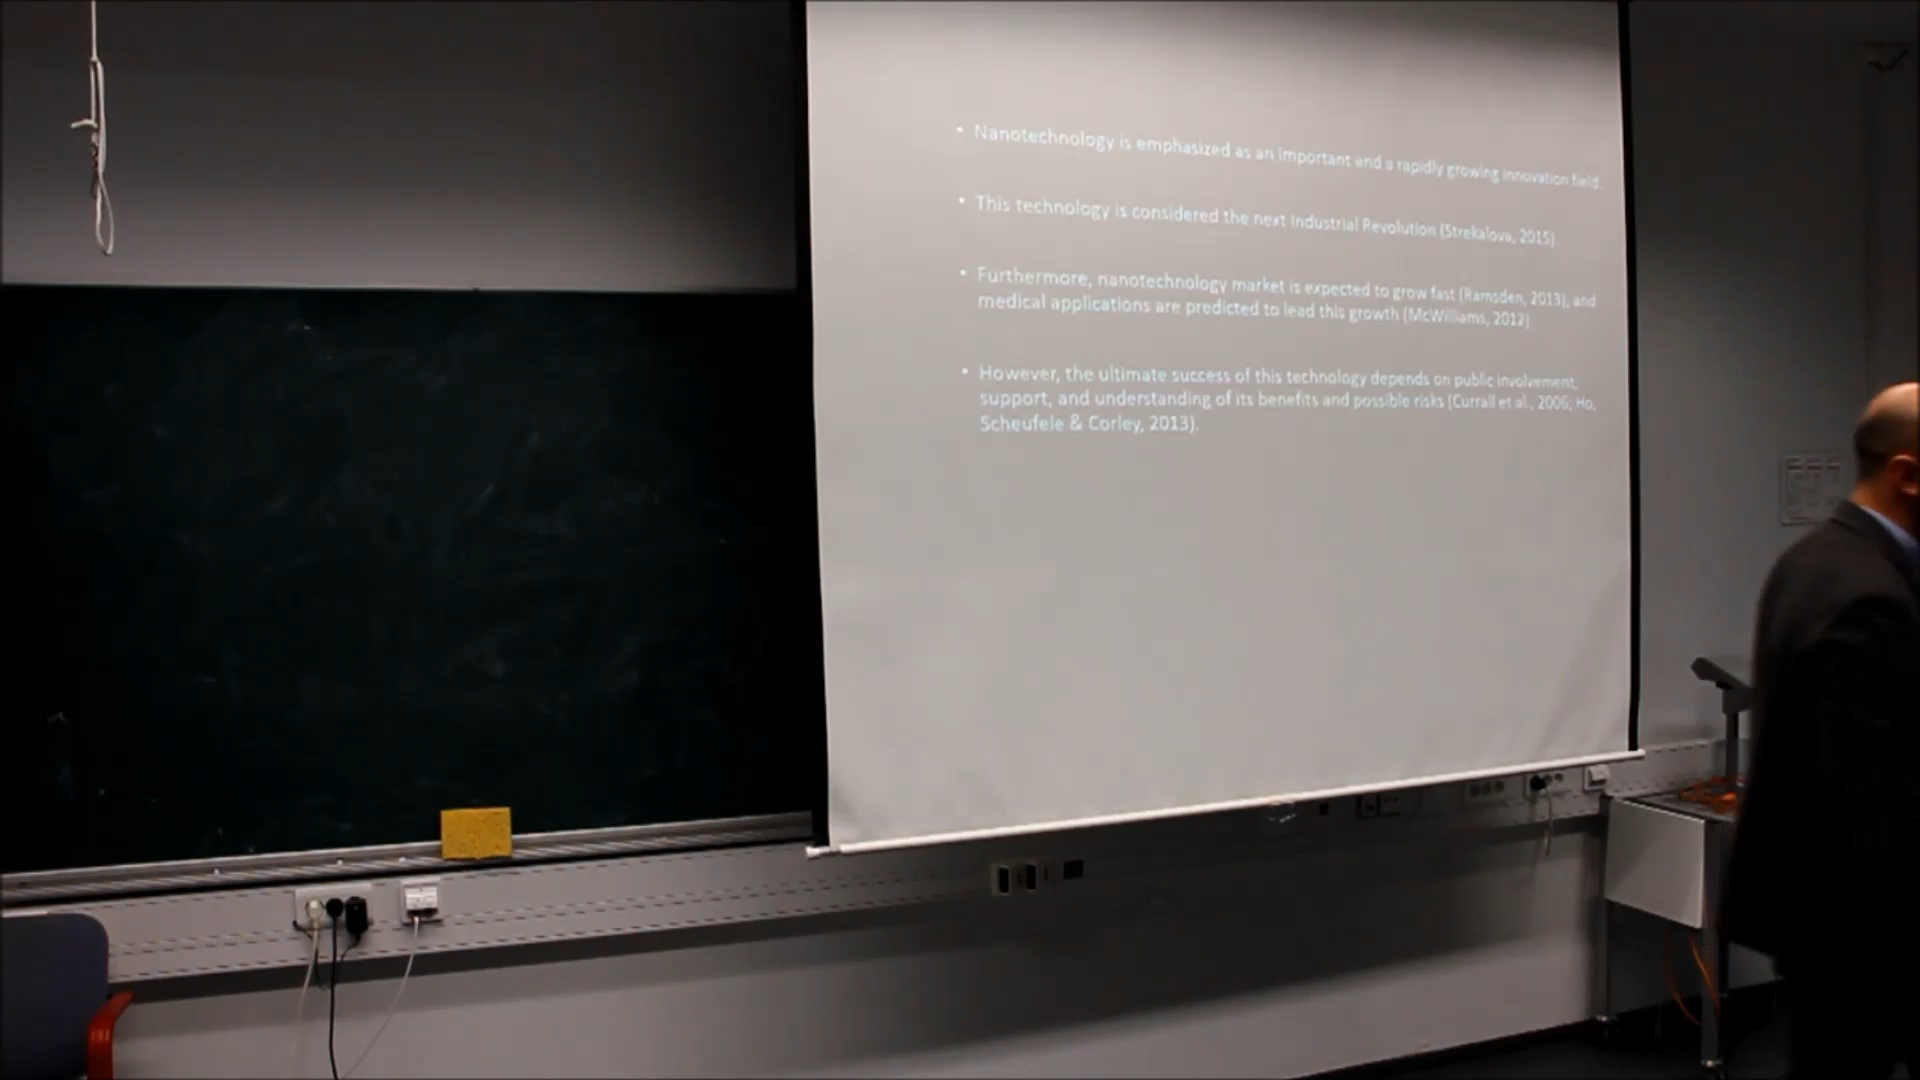 • Nanotechnology is emphasized as an important and a rapidly growing innovation field.
• This technology is considered the next Industrial Revolution (Strekalova, 2015).
• Furthermore, nanotechnology market is expected to grow fast (Ramsden, 2013), and
medical applications are predicted to lead this growth (McWilliams, 2012).
• However, the ultimate success of this technology depends on public involvement,
support, and understanding of its benefits and possible risks (Currall et al., 2006; Ho,
Scheufele & Corley, 2013).